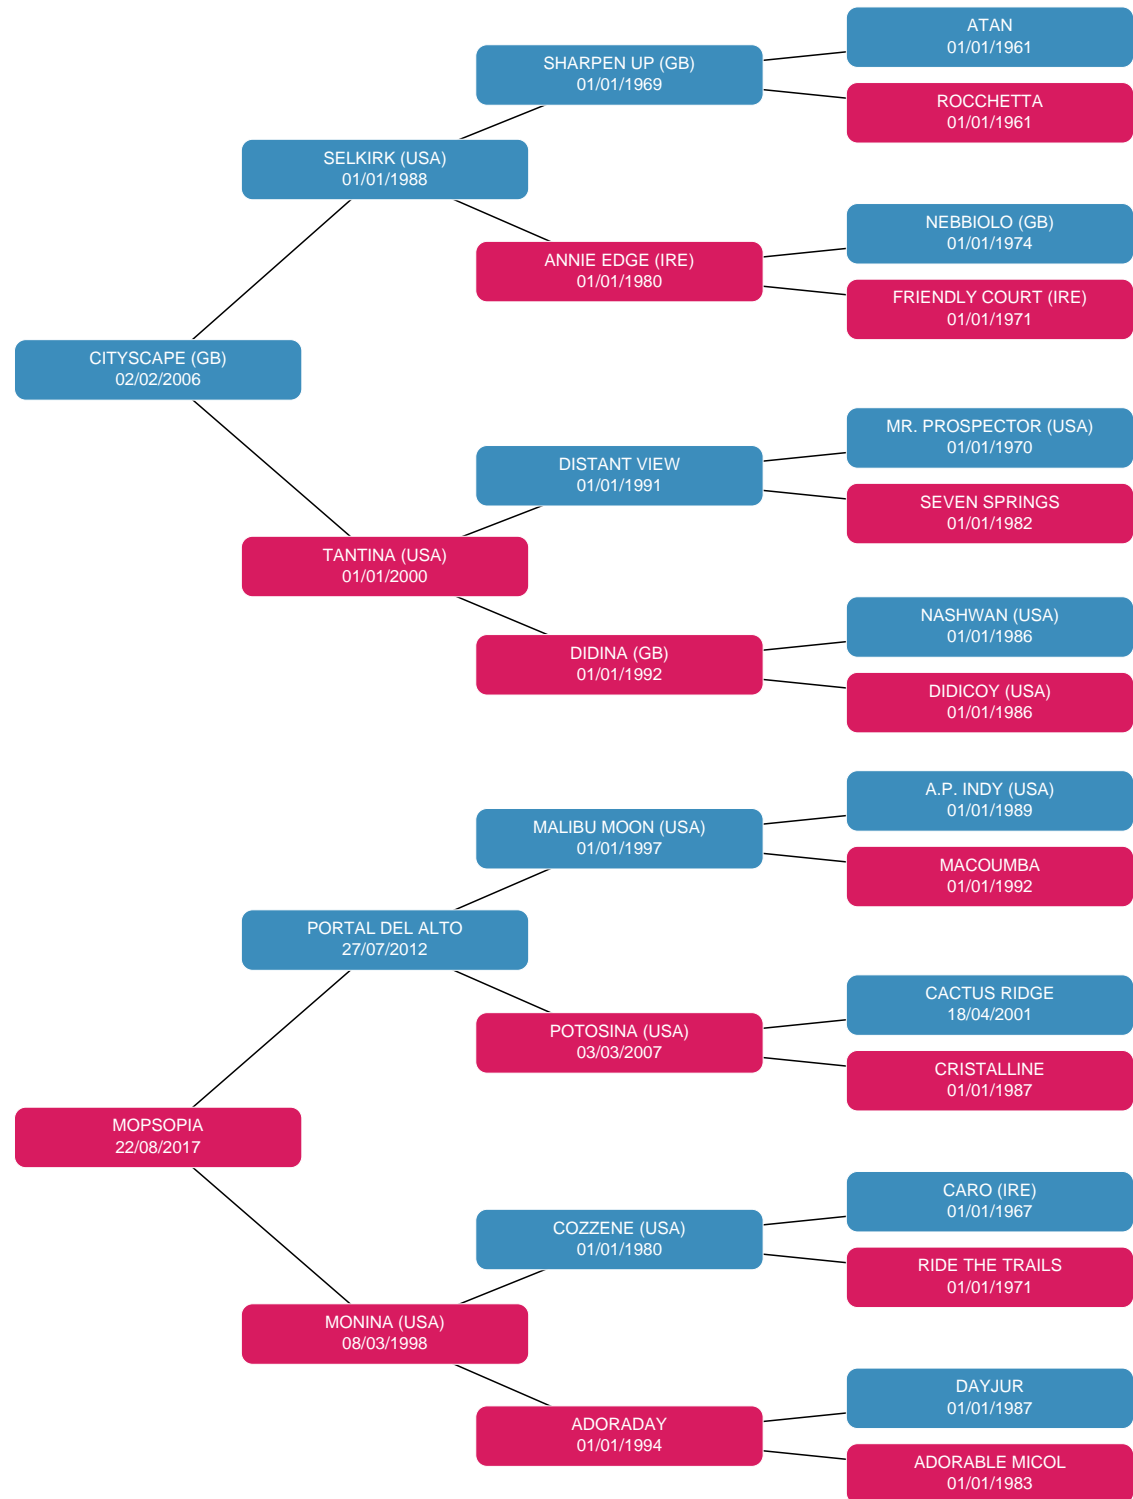 ATAN
01/01/1961
SHARPEN UP (GB)
01/01/1969
ROCCHETTA
01/01/1961
SELKIRK (USA)
01/01/1988
NEBBIOLO (GB)
01/01/1974
ANNIE EDGE (IRE)
01/01/1980
FRIENDLY COURT (IRE)
01/01/1971
CITYSCAPE (GB)
02/02/2006
MR. PROSPECTOR (USA)
01/01/1970
DISTANT VIEW
01/01/1991
SEVEN SPRINGS
01/01/1982
TANTINA (USA)
01/01/2000
NASHWAN (USA)
01/01/1986
DIDINA (GB)
01/01/1992
DIDICOY (USA)
01/01/1986
A.P. INDY (USA)
01/01/1989
MALIBU MOON (USA)
01/01/1997
MACOUMBA
01/01/1992
PORTAL DEL ALTO
27/07/2012
CACTUS RIDGE
18/04/2001
POTOSINA (USA)
03/03/2007
CRISTALLINE
01/01/1987
MOPSOPIA
22/08/2017
CARO (IRE)
01/01/1967
COZZENE (USA)
01/01/1980
RIDE THE TRAILS
01/01/1971
MONINA (USA)
08/03/1998
DAYJUR
01/01/1987
ADORADAY
01/01/1994
ADORABLE MICOL
01/01/1983